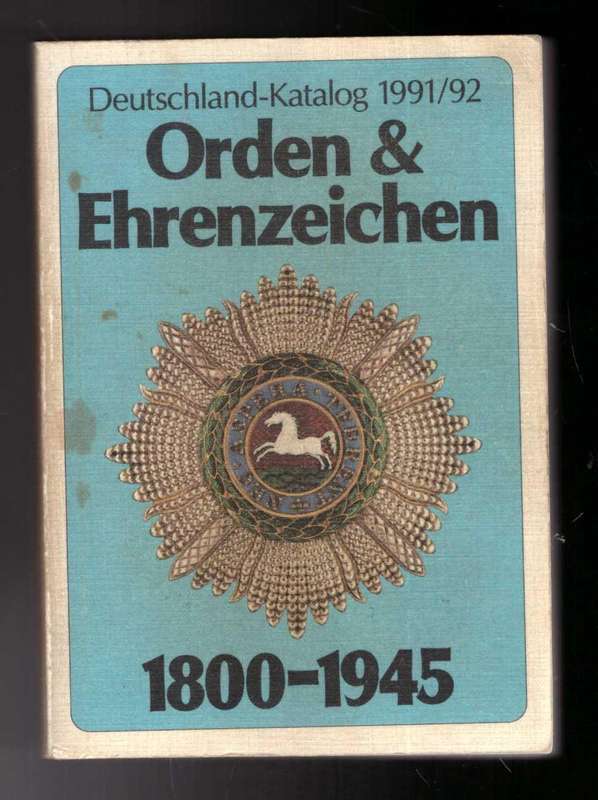 Deutschland-Katalog 1991/92
Orden &
Ehrenzeichen
1800-1945